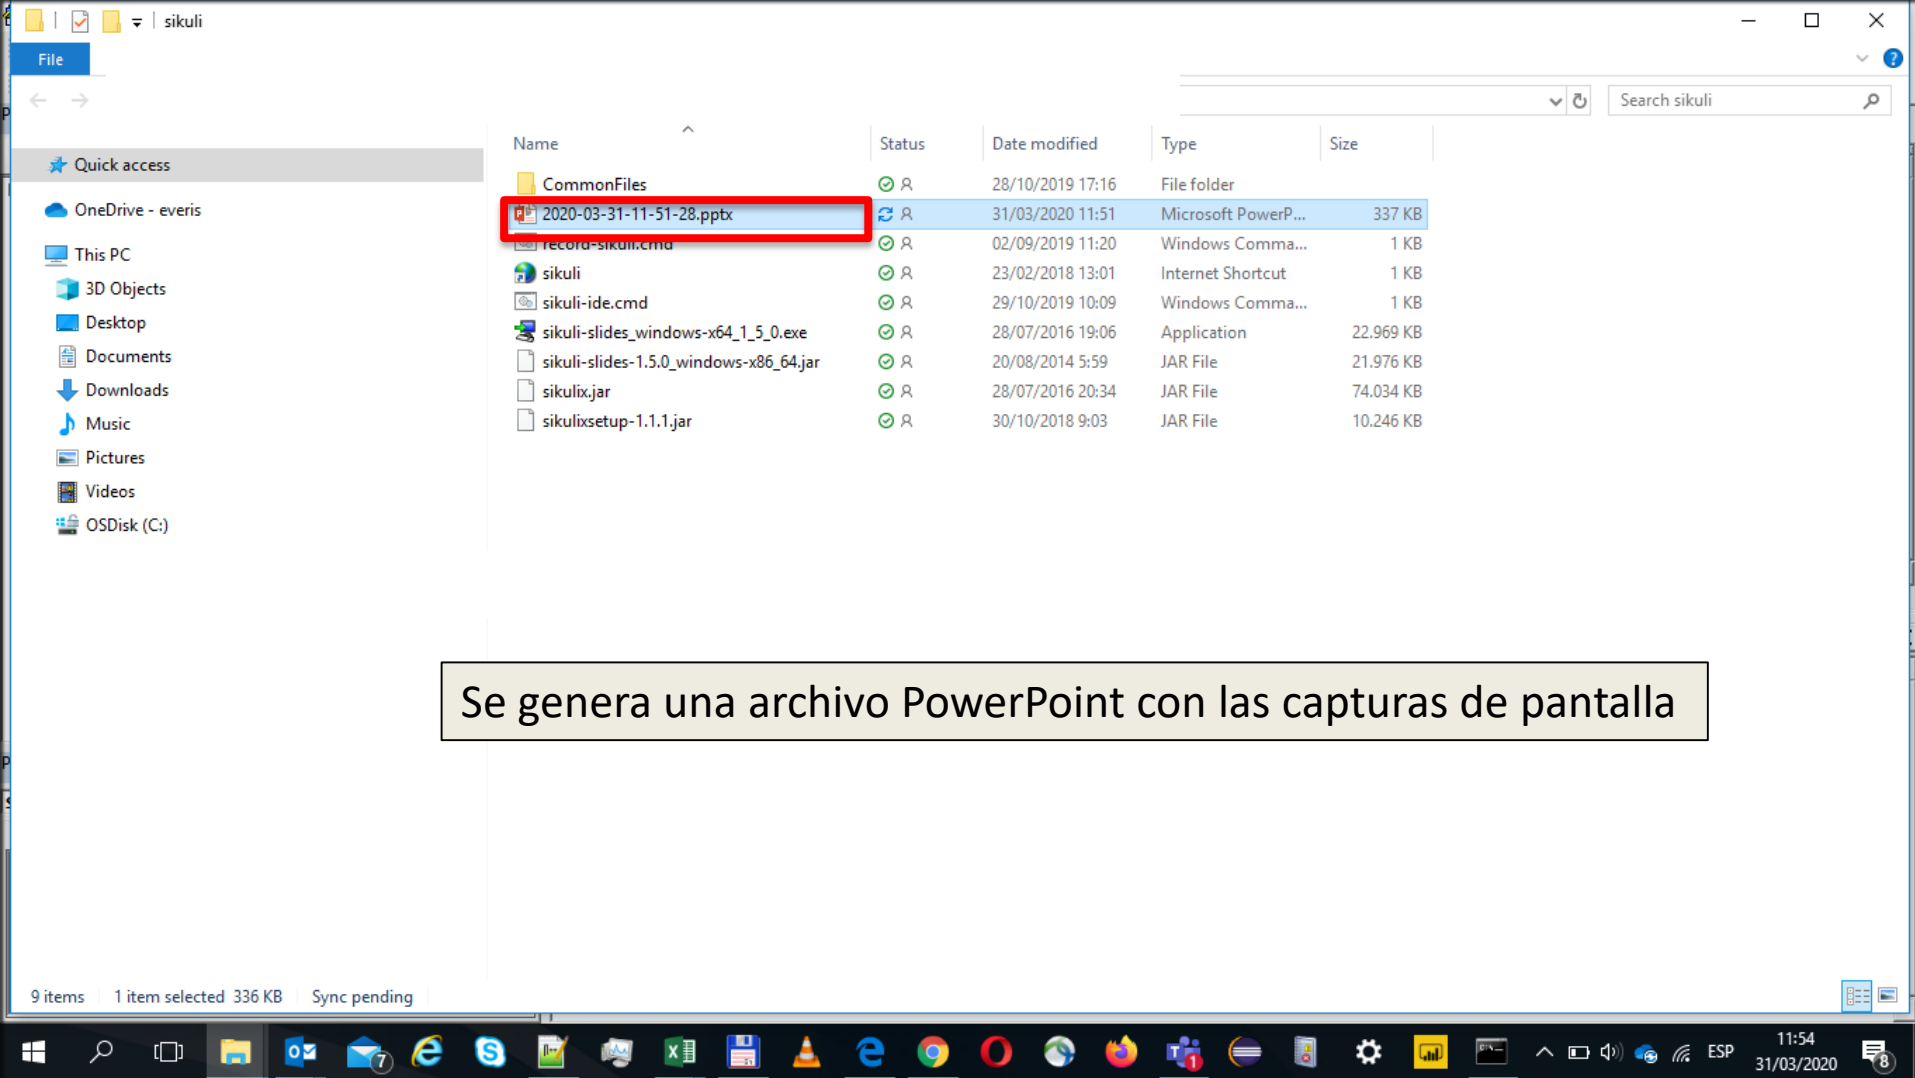 sikuli
File
Search sikuli
Name Status Date modified Type Size
Quick access
OneDrive - everis
This PC
3D Objects
Desktop
Documents
Downloads
Music
Pictures
Videos
OSDisk (C:)
CommonFiles 28/10/2019 17:16 File folder
2020-03-31-11-51-28.pptx 31/03/2020 11:51 Microsoft PowerP... 337 KB
record-sikuli.cmd 02/09/2019 11:20 Windows Comma... 1 KB
sikuli 23/02/2018 13:01 Internet Shortcut 1 KB
sikuli-ide.cmd 29/10/2019 10:09 Windows Comma... 1 KB
sikuli-slides_windows-x64_1_5_0.exe 28/07/2016 19:06 Application 22.969 KB
sikuli-slides-1.5.0_windows-x86_64.jar 20/08/2014 5:59 JAR File 21.976 KB
sikulix.jar 28/07/2016 20:34 JAR File 74.034 KB
sikulixsetup-1.1.1.jar 30/10/2018 9:03 JAR File 10.246 KB
Se genera una archivo PowerPoint con las capturas de pantalla
9 items 1 item selected 336 KB Sync pending
7
1
ESP
11:54
31/03/2020
8